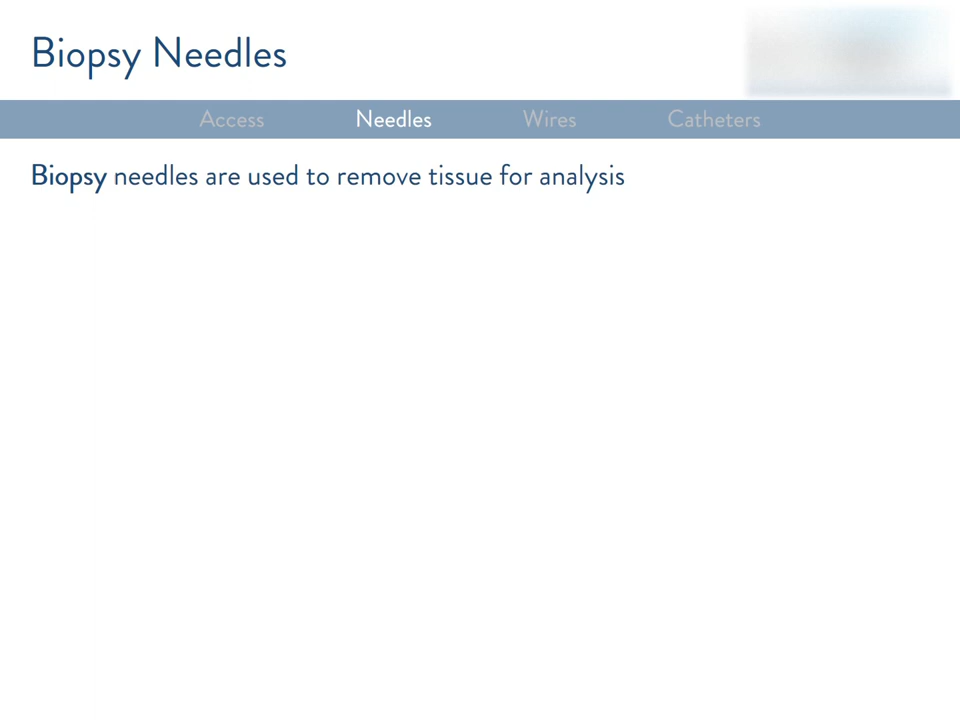 Biopsy Needles
Access Needles Wires Catheters
Biopsy needles are used to remove tissue for analysis